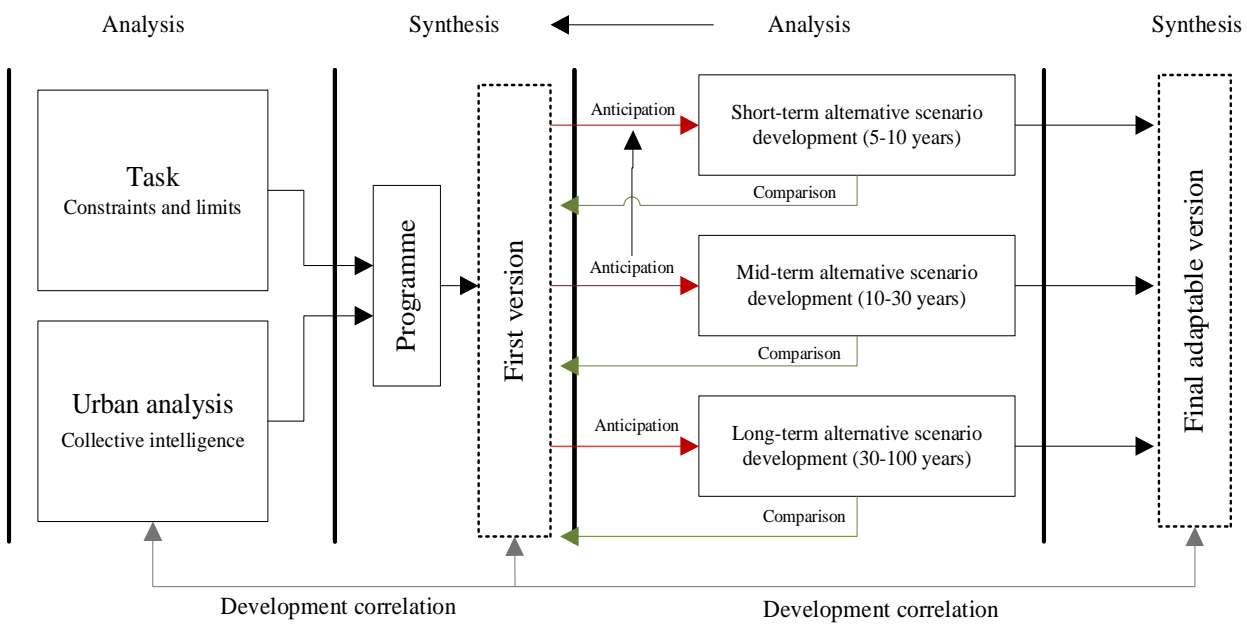 Analysis
Synthesis
Analysis
Synthesis
Task
Constraints and limits
Urban analysis
Collective intelligence
Programme
First version
Anticipation
Short-term alternative scenario
development (5-10 years)
Comparison
Anticipation
Mid-term alternative scenario
development (10-30 years)
Comparison
Anticipation
Long-term alternative scenario
development (30-100 years)
Comparison
Final adaptable version
Development correlation
Development correlation